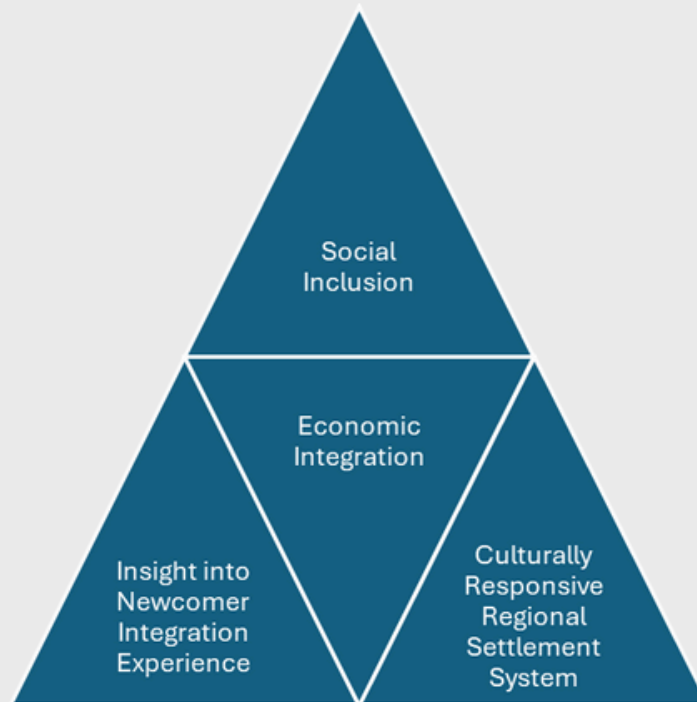 Social
Inclusion
Economic
Integration
Insight into
Newcomer
Integration
Experience
Culturally
Responsive
Regional
Settlement
System